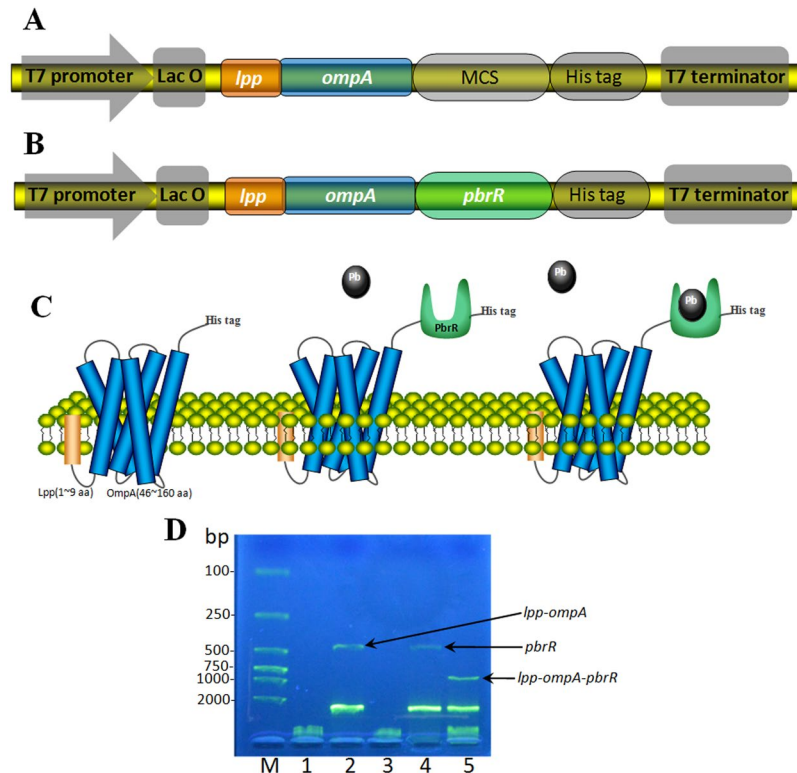 A
T7 promoter Lac O lpp ompA MCS His tag T7 terminator
B
T7 promoter Lac O lpp ompA pbrR His tag T7 terminator
C
Pb Pb
Pb
His tag PbrR His tag His tag
Lpp(1~9 aa) OmpA(46~160 aa)
D
bp
100-
250-
500-
750-
1000-
2000-
lpp-ompA
pbrR
lpp-ompA-pbrR
M 1 2 3 4 5